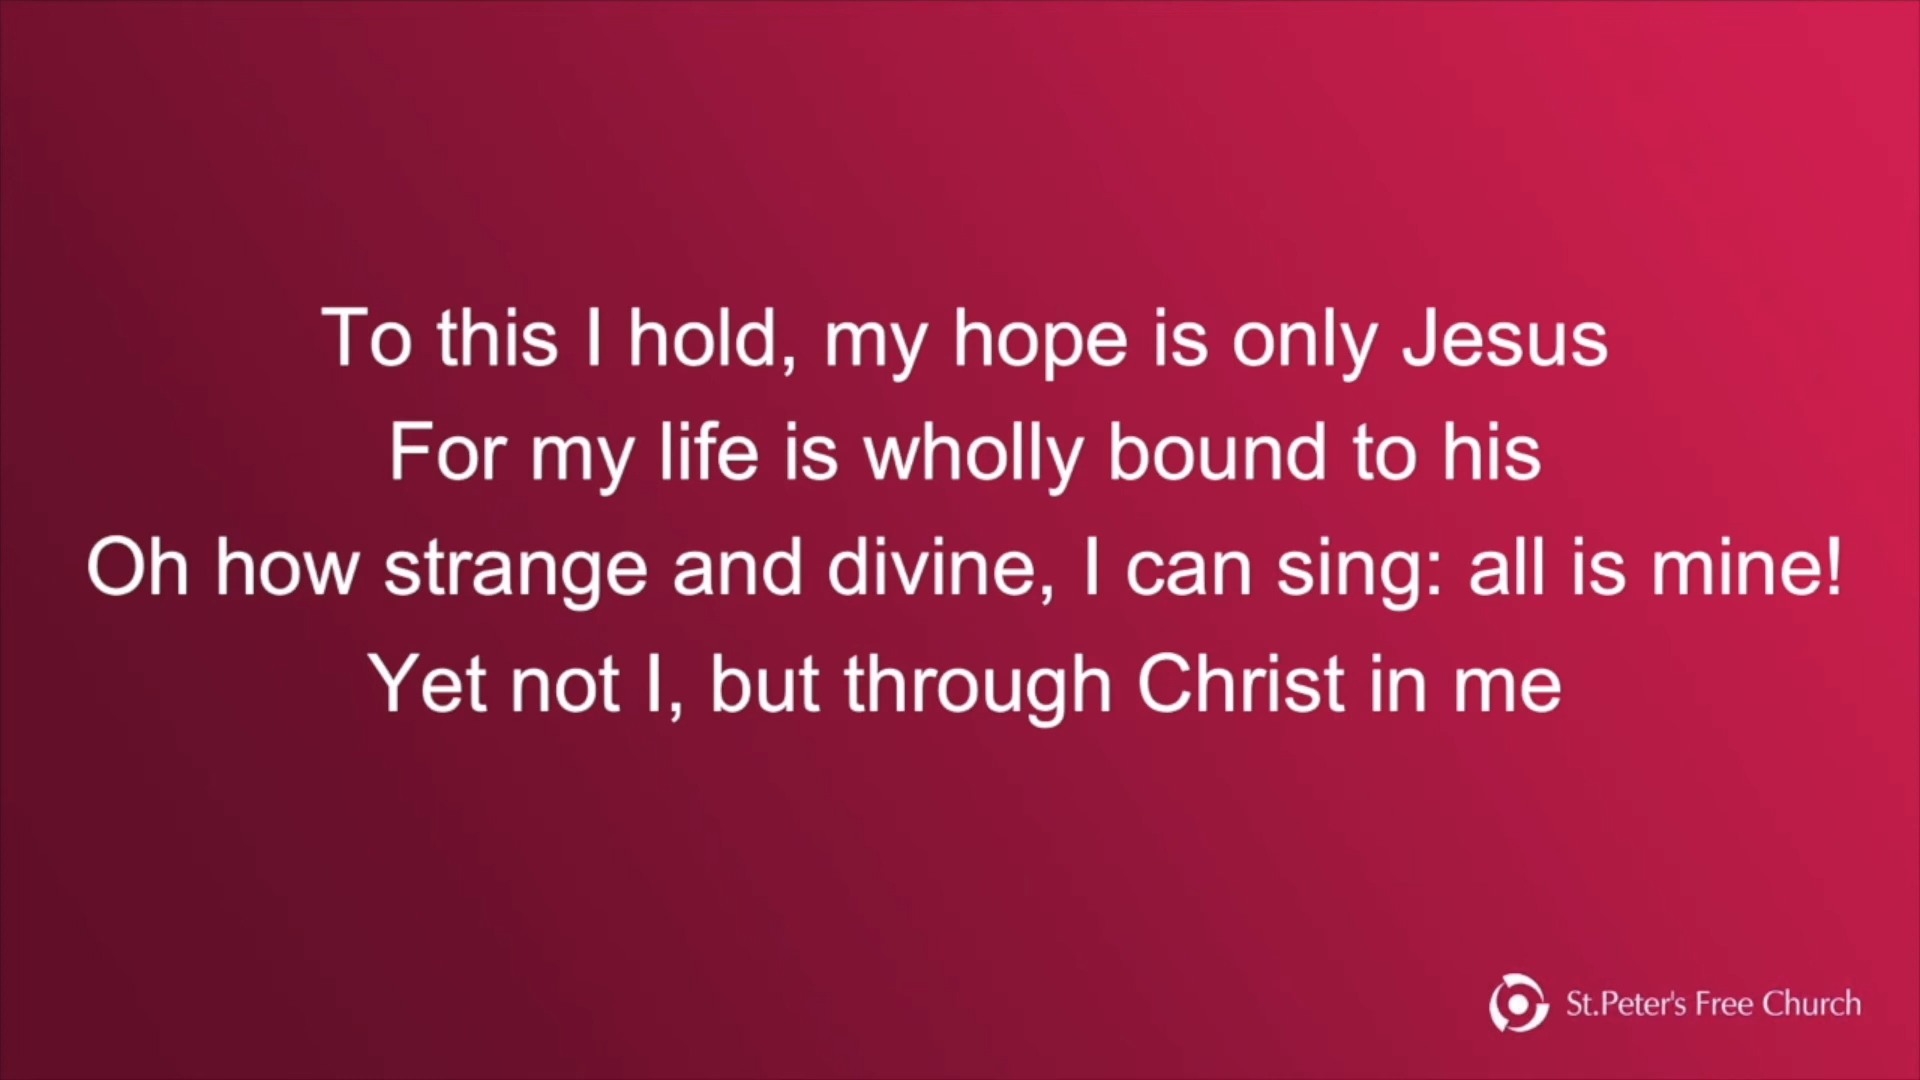 To this I hold, my hope is only Jesus
For my life is wholly bound to his
Oh how strange and divine, I can sing: all is mine!
Yet not I, but through Christ in me
St.Peter's Free Church